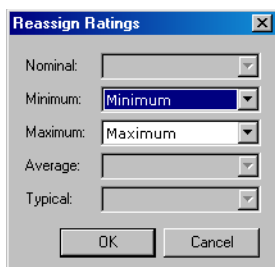 Reassign Ratings
Nominal:
Minimum: Minimum
Maximum: Maximum
Average:
Typical:
OK Cancel